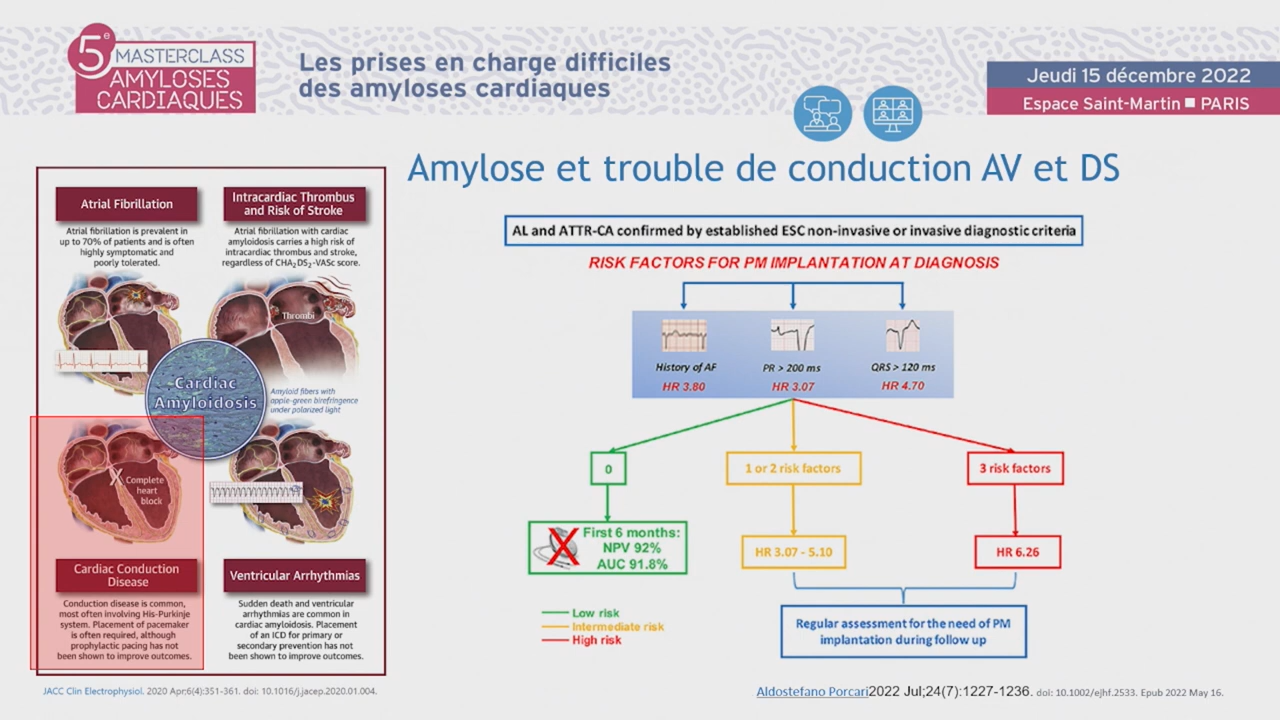 5e
MASTERCLASS
AMYLOSES
CARDIAQUES
Les prises en charge difficiles
des amyloses cardiaques
Jeudi 15 décembre 2022
Espace Saint-Martin ■ PARIS
Amylose et trouble de conduction AV et DS
Atrial Fibrillation
Atrial fibrillation is prevalent in
up to 70% of patients and is often
highly symptomatic and
poorly tolerated.
Intracardiac Thrombus
and Risk of Stroke
Atrial fibrillation with cardiac
amyloidosis carries a high risk of
intracardiac thrombus and stroke,
regardless of CHA2DS2-VASc score.
Thrombi
Cardiac
Amyloidosis
Amyloid fibers with
apple-green birefringence
under polarized light
X Complete
heart
block
Cardiac Conduction
Disease
Conduction disease is common,
most often involving His-Purkinje
system. Placement of pacemaker
is often required, although
prophylactic pacing has not
been shown to improve outcomes.
Ventricular Arrhythmias
Sudden death and ventricular
arrhythmias are common in
cardiac amyloidosis. Placement
of an ICD for primary or
secondary prevention has not
been shown to improve outcomes.
JACC Clin Electrophysiol. 2020 Apr;6(4):351-361. doi: 10.1016/j.jacep.2020.01.004.
AL and ATTR-CA confirmed by established ESC non-invasive or invasive diagnostic criteria
RISK FACTORS FOR PM IMPLANTATION AT DIAGNOSIS
History of AF
HR 3.80
PR > 200 ms
HR 3.07
QRS > 120 ms
HR 4.70
0
1 or 2 risk factors
3 risk factors
First 6 months:
NPV 92%
AUC 91.8%
HR 3.07 - 5.10
HR 6.26
Low risk
Intermediate risk
High risk
Regular assessment for the need of PM
implantation during follow up
Aldostefano Porcari2022 Jul;24(7):1227-1236. doi: 10.1002/ejhf.2533. Epub 2022 May 16.